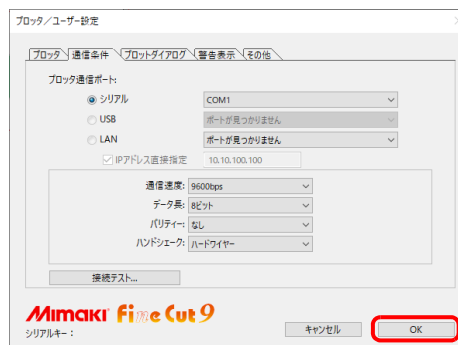 プロッタ／ユーザー設定
プロッタ 通信条件 プロットダイアログ 警告表示 その他
プロッタ通信ポート:
シリアル COM1
USB ポートが見つかりません
LAN ポートが見つかりません
IPアドレス直接指定 10.10.100.100
通信速度: 9600bps
データ長: 8ビット
パリティー: なし
ハンドシェーク: ハードワイヤー
接続テスト...
Mimaki Fine Cut 9
シリアルキー：
キャンセル OK